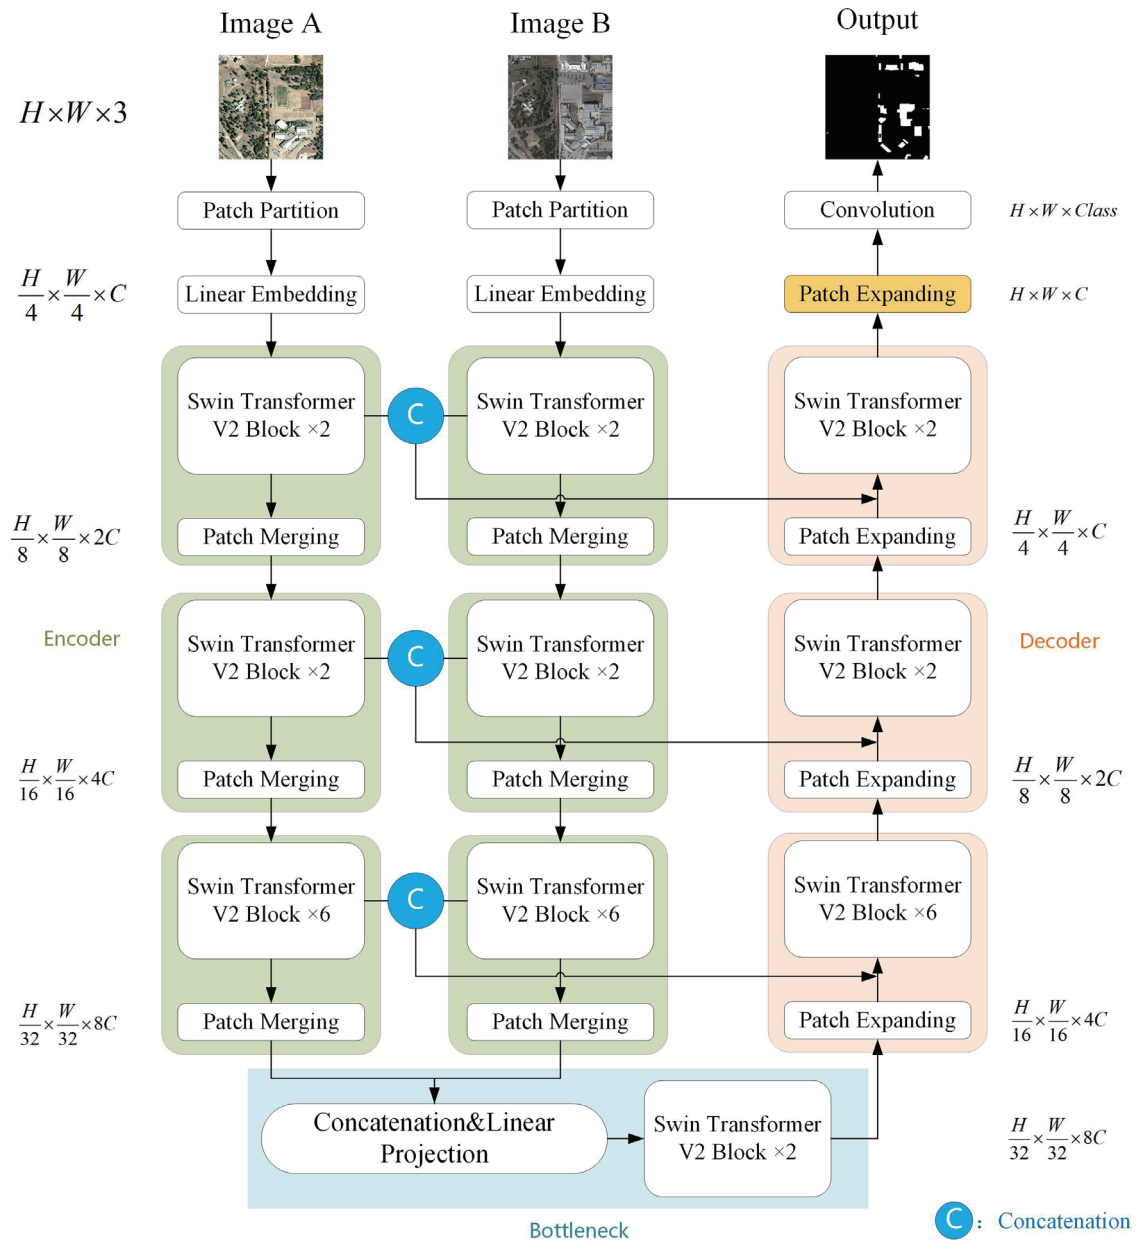 Image A
Image B
Output
H×W×3
Patch Partition
Patch Partition
Convolution
H×W×Class
H/4×W/4×C
Linear Embedding
Linear Embedding
Patch Expanding
H×W×C
Swin Transformer
V2 Block ×2
C
Swin Transformer
V2 Block ×2
Swin Transformer
V2 Block ×2
H/8×W/8×2C
Patch Merging
Patch Merging
Patch Expanding
H/4×W/4×C
Encoder
Swin Transformer
V2 Block ×2
C
Swin Transformer
V2 Block ×2
Swin Transformer
V2 Block ×2
Decoder
H/16×W/16×4C
Patch Merging
Patch Merging
Patch Expanding
H/8×W/8×2C
Swin Transformer
V2 Block ×6
C
Swin Transformer
V2 Block ×6
Swin Transformer
V2 Block ×6
H/32×W/32×8C
Patch Merging
Patch Merging
Patch Expanding
H/16×W/16×4C
Concatenation&Linear
Projection
Swin Transformer
V2 Block ×2
H/32×W/32×8C
Bottleneck
C : Concatenation